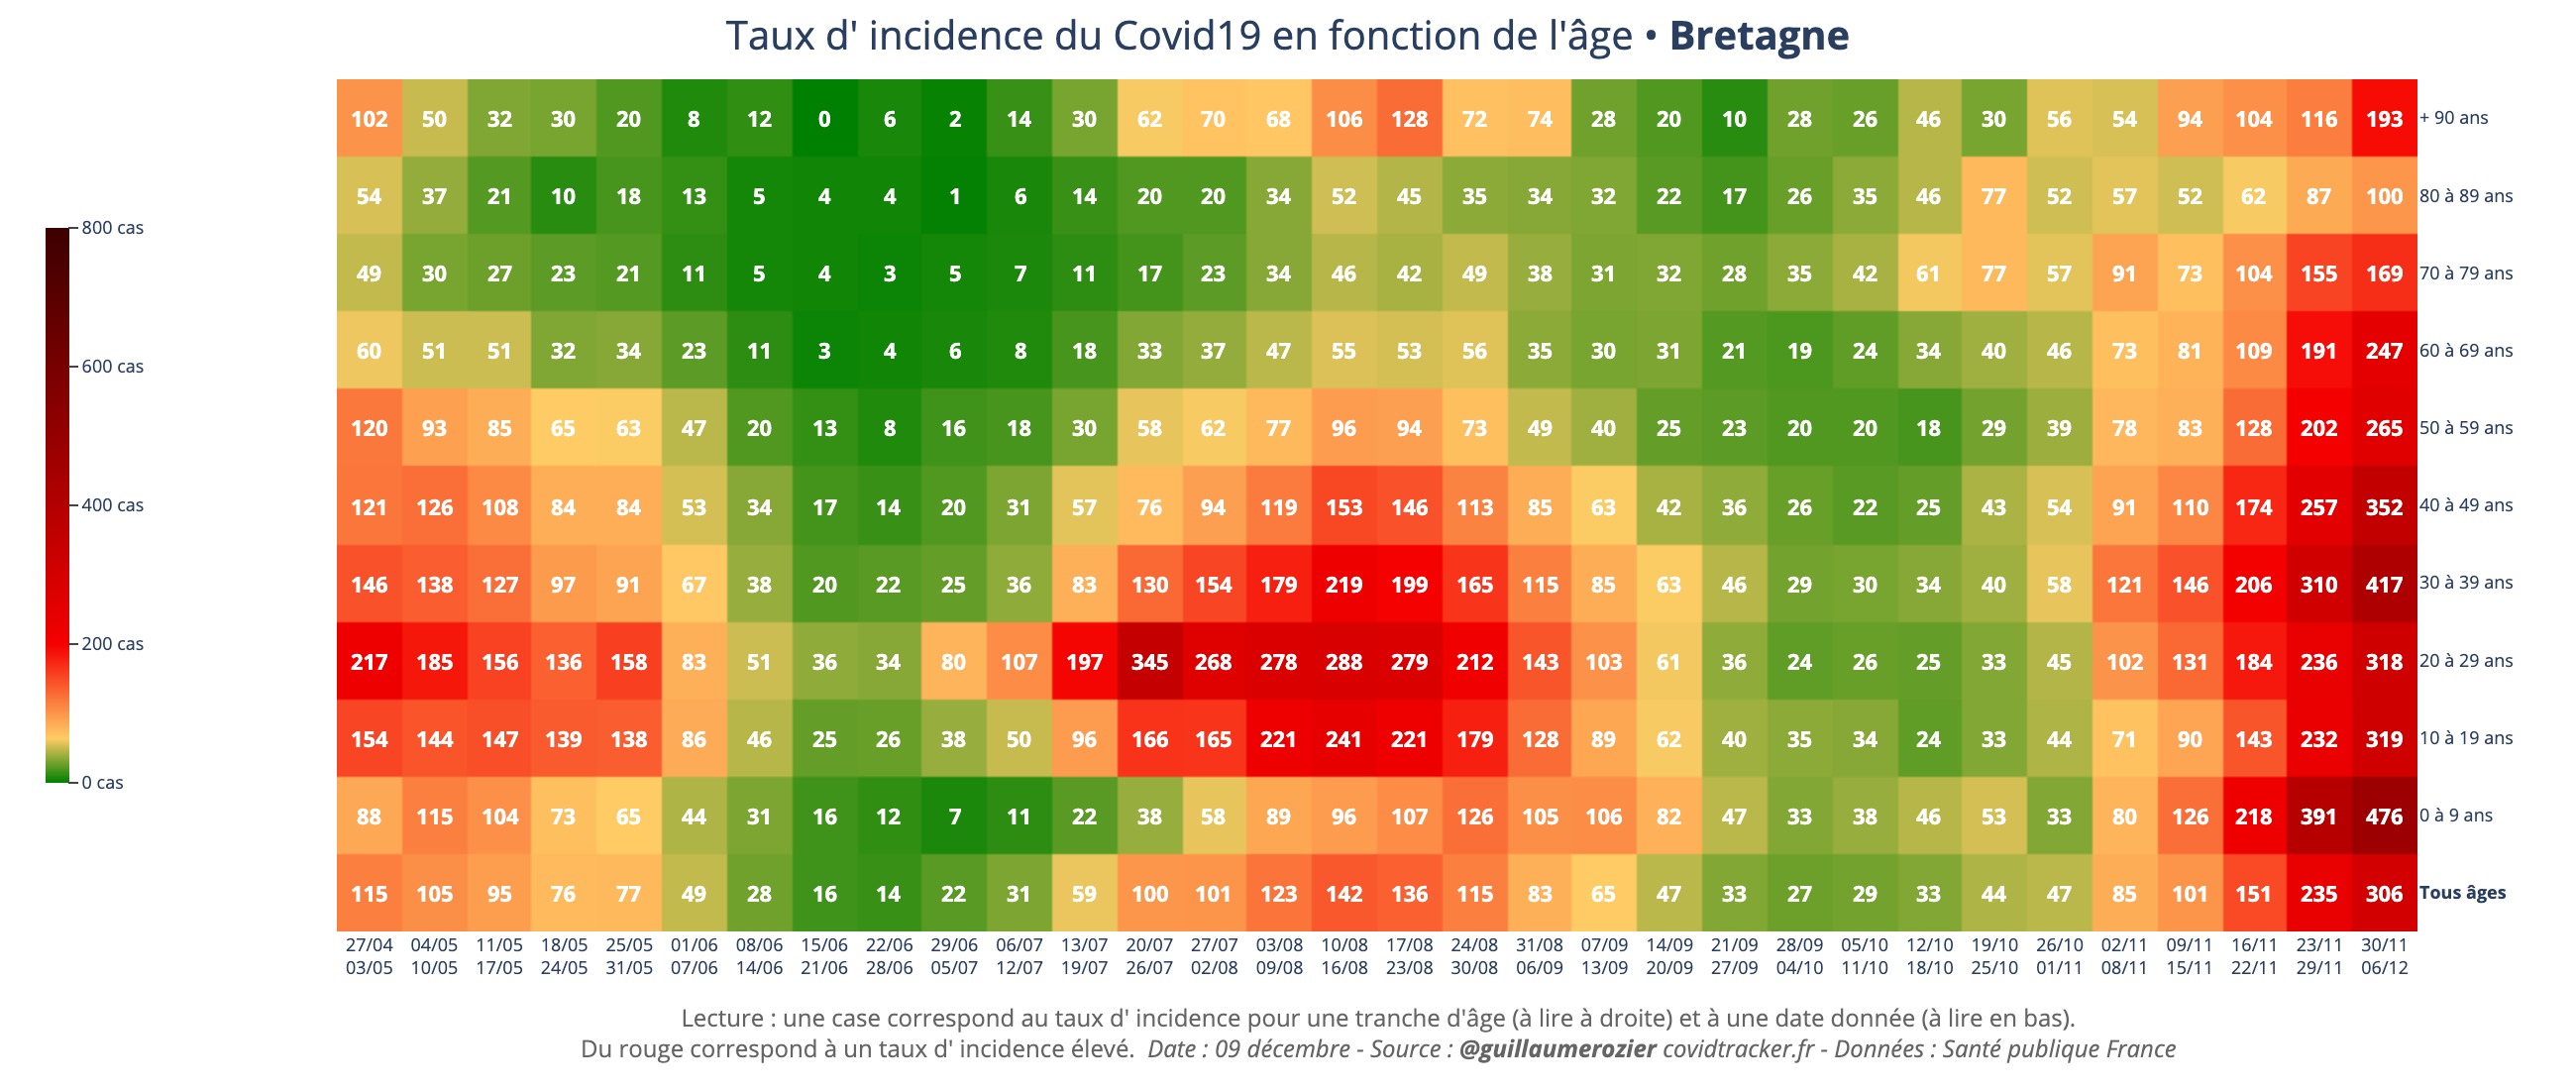 Taux d' incidence du Covid19 en fonction de l'âge • Bretagne
800 cas
600 cas
400 cas
200 cas
0 cas
102 50 32 30 20 8 12 0 6 2 14 30 62 70 68 106 128 72 74 28 20 10 28 26 46 30 56 54 94 104 116 193 + 90 ans
54 37 21 10 18 13 5 4 4 1 6 14 20 20 34 52 45 35 34 32 22 17 26 35 46 77 52 57 52 62 87 100 80 à 89 ans
49 30 27 23 21 11 5 4 3 5 7 11 17 23 34 46 42 49 38 31 32 28 35 42 61 77 57 91 73 104 155 169 70 à 79 ans
60 51 51 32 34 23 11 3 4 6 8 18 33 37 47 55 53 56 35 30 31 21 19 24 34 40 46 73 81 109 191 247 60 à 69 ans
120 93 85 65 63 47 20 13 8 16 18 30 58 62 77 96 94 73 49 40 25 23 20 20 18 29 39 78 83 128 202 265 50 à 59 ans
121 126 108 84 84 53 34 17 14 20 31 57 76 94 119 153 146 113 85 63 42 36 26 22 25 43 54 91 110 174 257 352 40 à 49 ans
146 138 127 97 91 67 38 20 22 25 36 83 130 154 179 219 199 165 115 85 63 46 29 30 34 40 58 121 146 206 310 417 30 à 39 ans
217 185 156 136 158 83 51 36 34 80 107 197 345 268 278 288 279 212 143 103 61 36 24 26 25 33 45 102 131 184 236 318 20 à 29 ans
154 144 147 139 138 86 46 25 26 38 50 96 166 165 221 241 221 179 128 89 62 40 35 34 24 33 44 71 90 143 232 319 10 à 19 ans
88 115 104 73 65 44 31 16 12 7 11 22 38 58 89 96 107 126 105 106 82 47 33 38 46 53 33 80 126 218 391 476 0 à 9 ans
115 105 95 76 77 49 28 16 14 22 31 59 100 101 123 142 136 115 83 65 47 33 27 29 33 44 47 85 101 151 235 306 Tous âges
27/04 04/05 11/05 18/05 25/05 01/06 08/06 15/06 22/06 29/06 06/07 13/07 20/07 27/07 03/08 10/08 17/08 24/08 31/08 07/09 14/09 21/09 28/09 05/10 12/10 19/10 26/10 02/11 09/11 16/11 23/11 30/11
03/05 10/05 17/05 24/05 31/05 07/06 14/06 21/06 28/06 05/07 12/07 19/07 26/07 02/08 09/08 16/08 23/08 30/08 06/09 13/09 20/09 27/09 04/10 11/10 18/10 25/10 01/11 08/11 15/11 22/11 29/11 06/12
Lecture : une case correspond au taux d' incidence pour une tranche d'âge (à lire à droite) et à une date donnée (à lire en bas).
Du rouge correspond à un taux d' incidence élevé. Date : 09 décembre - Source : @guillaumerozier covidtracker.fr - Données : Santé publique France